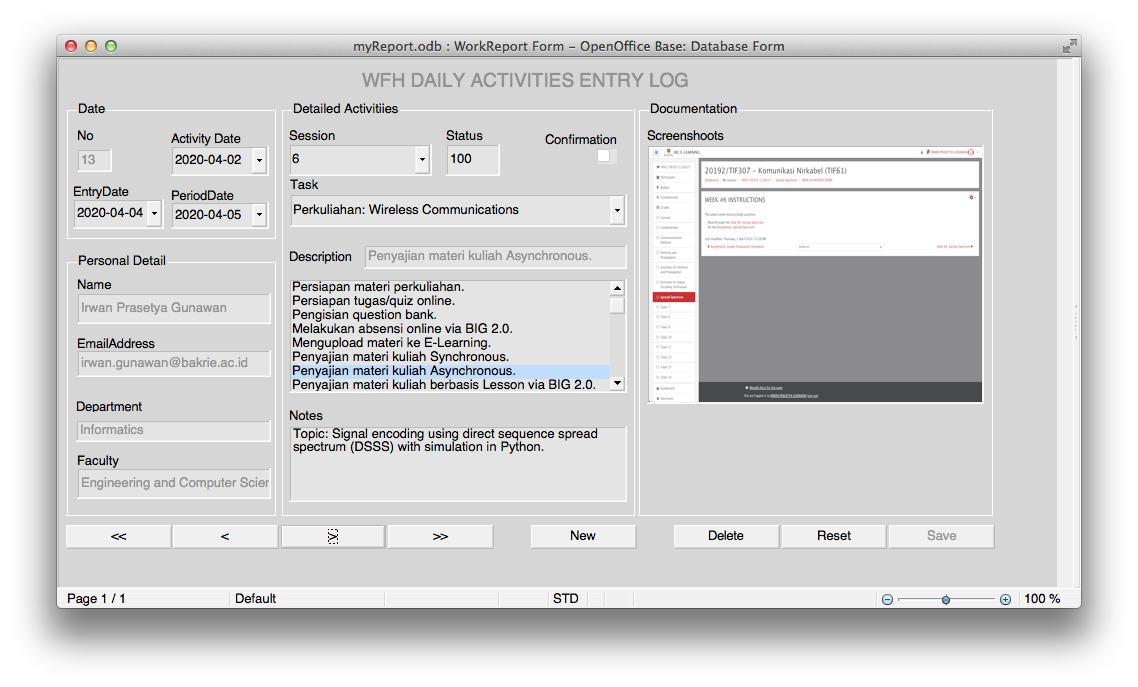 myReport.odb : WorkReport Form – OpenOffice Base: Database Form
WFH DAILY ACTIVITIES ENTRY LOG
Date
No
13
Activity Date
2020-04-02
EntryDate
2020-04-04
PeriodDate
2020-04-05
Personal Detail
Name
Irwan Prasetya Gunawan
EmailAddress
irwan.gunawan@bakrie.ac.id
Department
Informatics
Faculty
Engineering and Computer Scier
Detailed Activitiies
Session
6
Status
100
Confirmation
Task
Perkuliahan: Wireless Communications
Description
Penyajian materi kuliah Asynchronous.
Persiapan materi perkuliahan.
Persiapan tugas/quiz online.
Pengisian question bank.
Melakukan absensi online via BIG 2.0.
Mengupload materi ke E-Learning.
Penyajian materi kuliah Synchronous.
Penyajian materi kuliah Asynchronous.
Penyajian materi kuliah berbasis Lesson via BIG 2.0.
Notes
Topic: Signal encoding using direct sequence spread
spectrum (DSSS) with simulation in Python.
Documentation
Screenshoots
20192/TIF307 – Komunikasi Nirkabel (TIF61)
WEEK #6 INSTRUCTIONS
Spread Spectrum
<<
<
>
>>
New
Delete
Reset
Save
Page 1 / 1
Default
STD
100 %